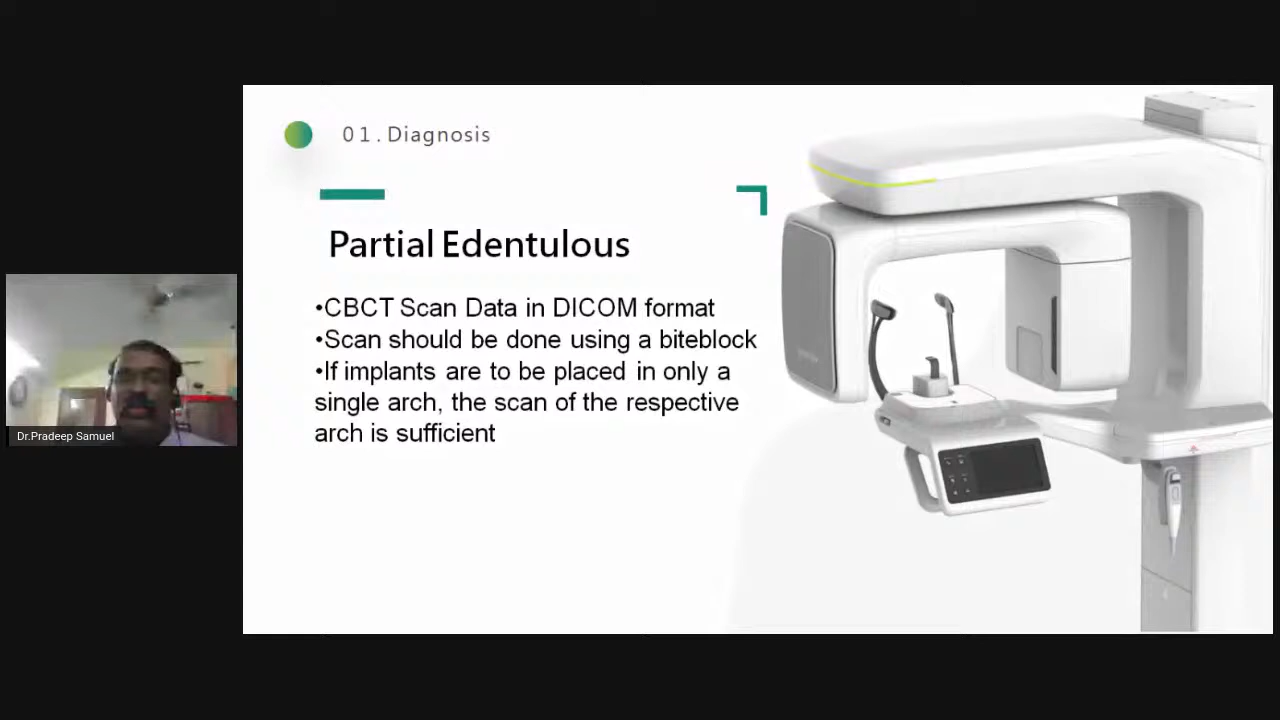 01.Diagnosis
Partial Edentulous
•CBCT Scan Data in DICOM format
•Scan should be done using a biteblock
•If implants are to be placed in only a
single arch, the scan of the respective
arch is sufficient
Dr.Pradeep Samuel